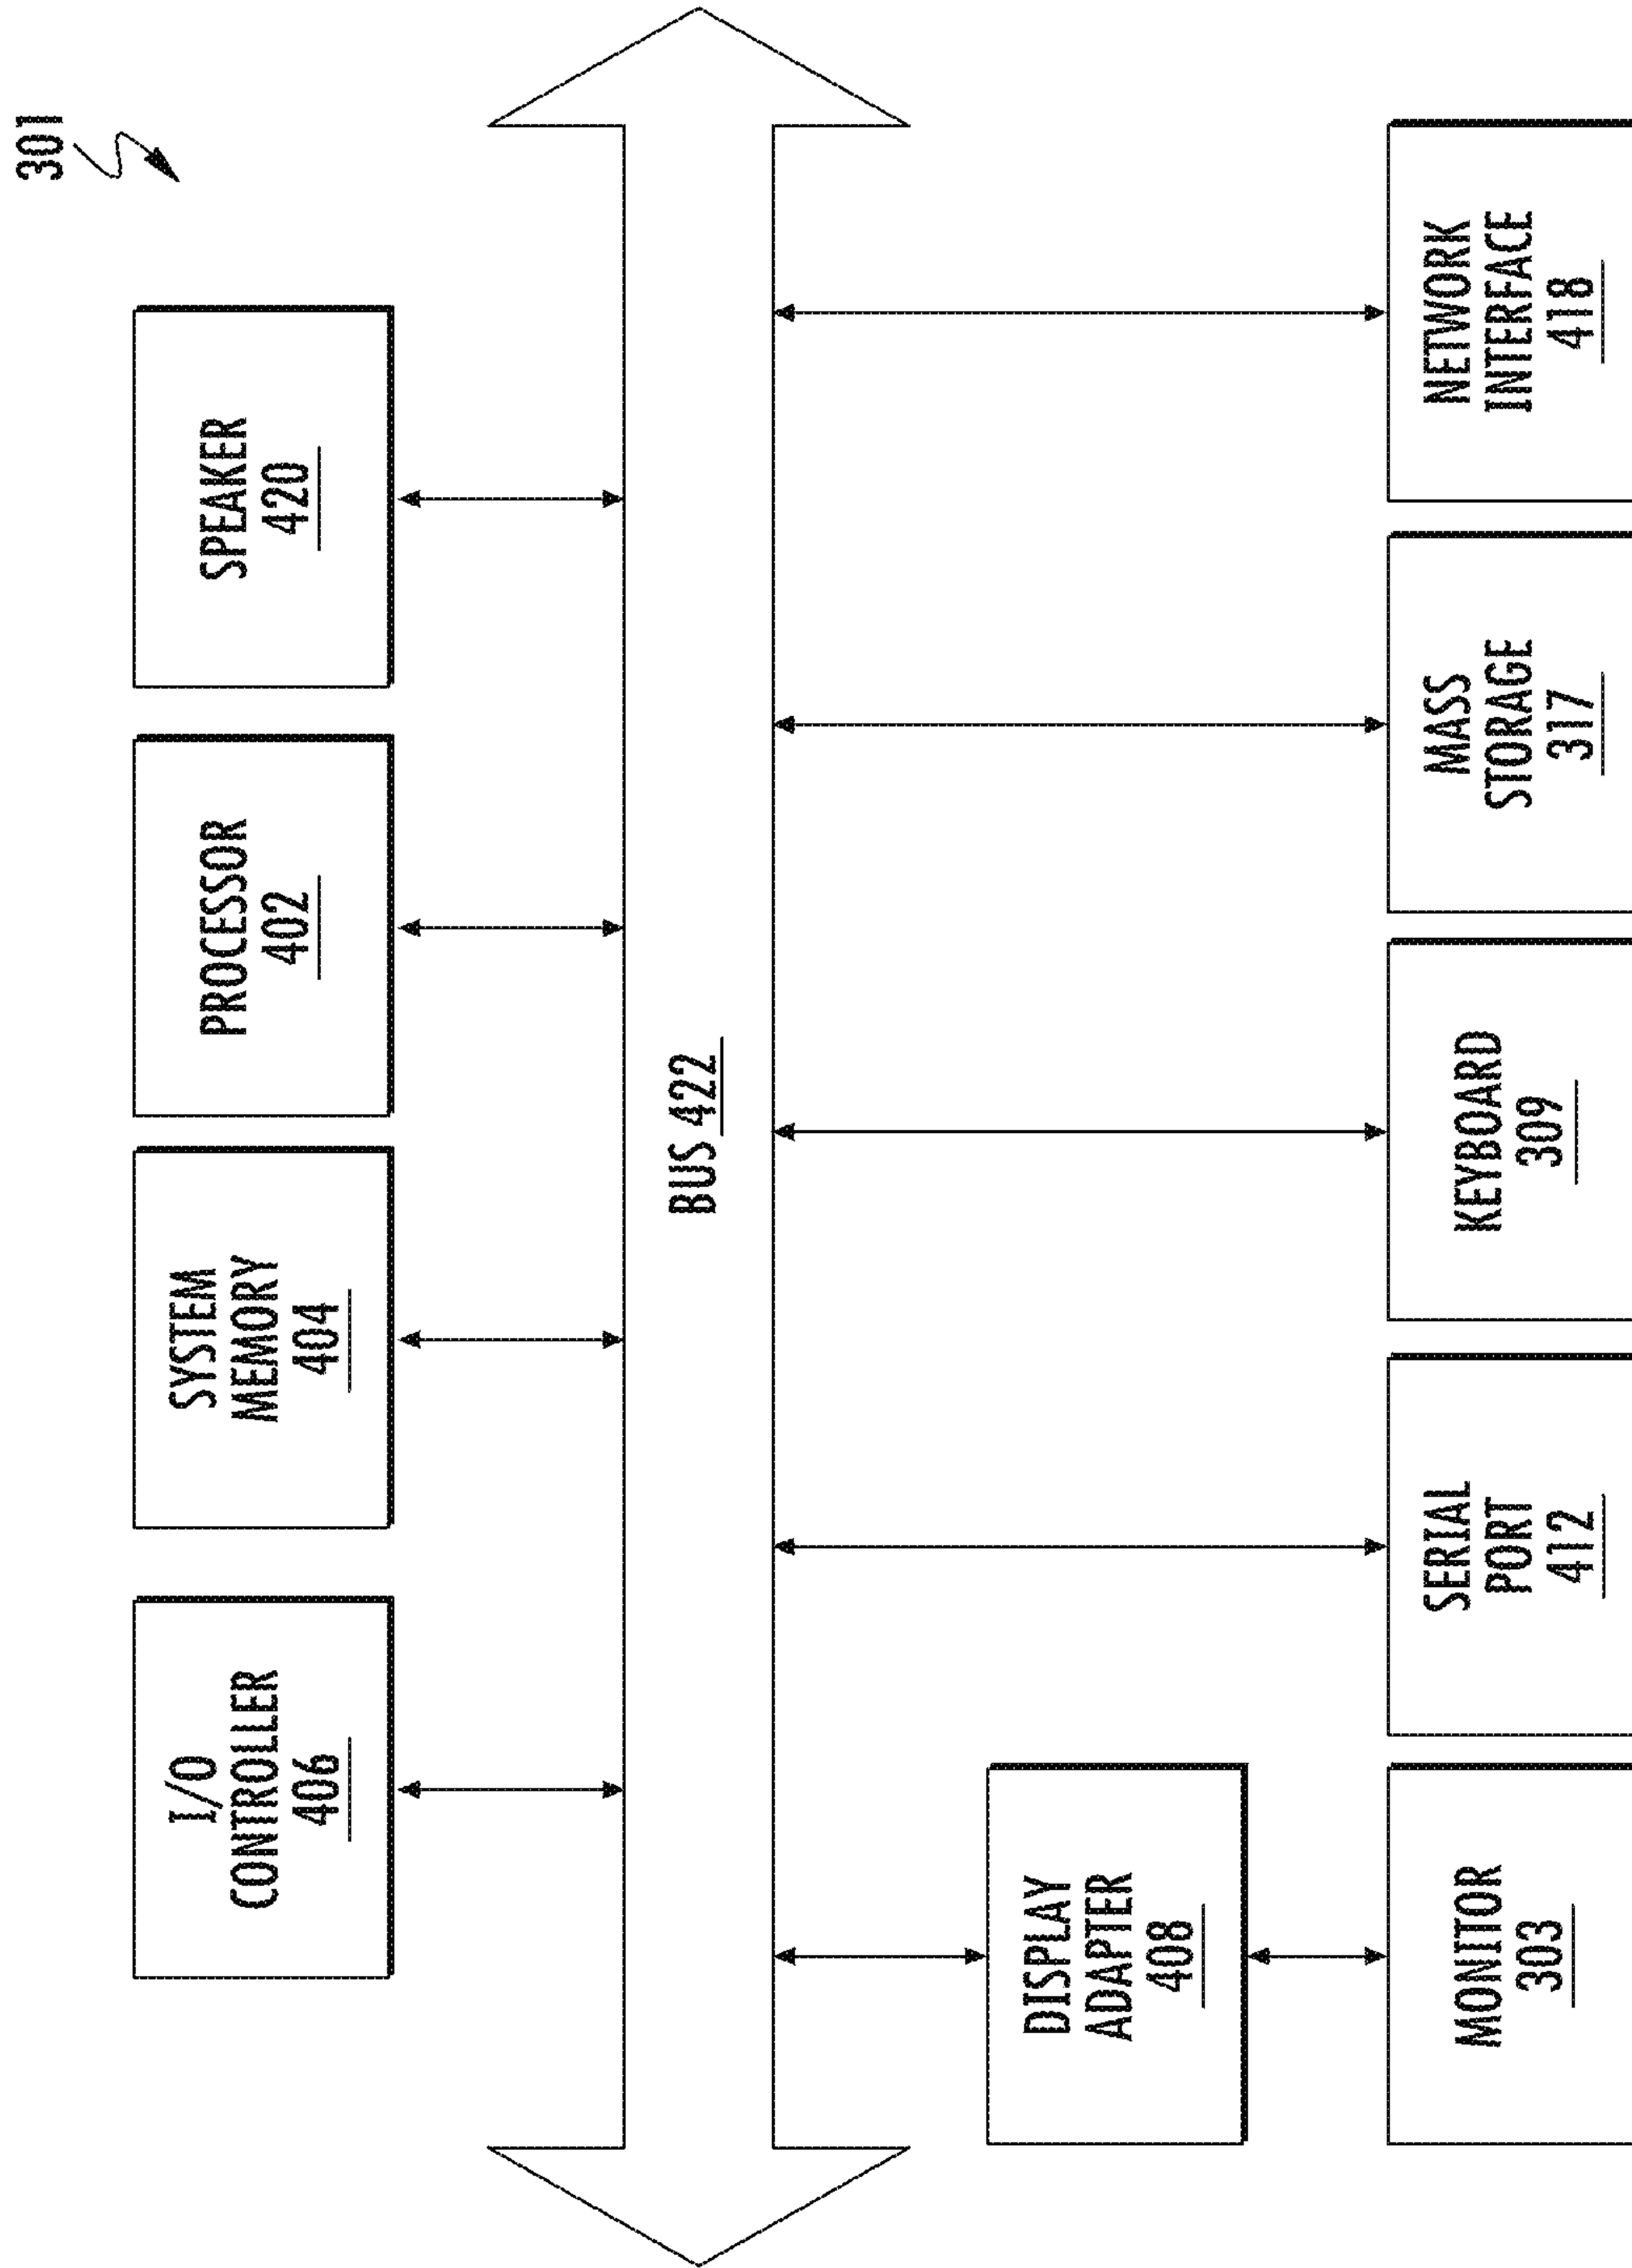 301
I/O
CONTROLLER
406
SYSTEM
MEMORY
404
PROCESSOR
402
SPEAKER
420
BUS 422
DISPLAY
ADAPTER
408
MONITOR
303
SERIAL
PORT
412
KEYBOARD
309
MASS
STORAGE
317
NETWORK
INTERFACE
418